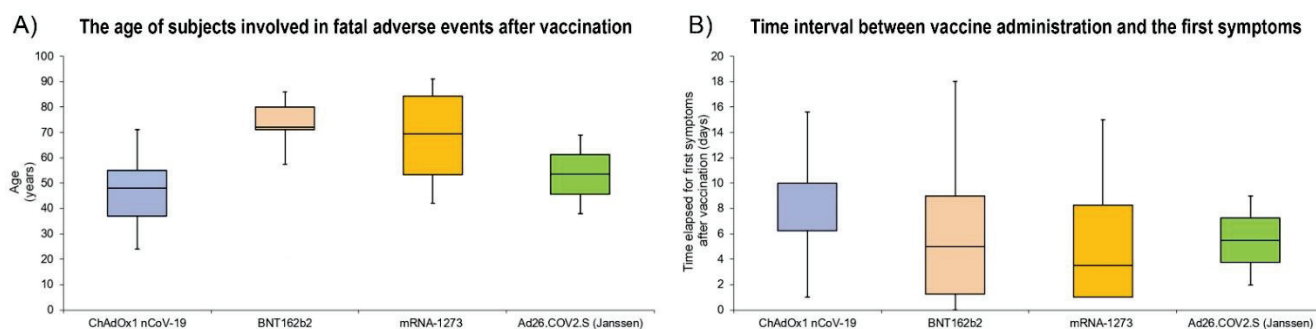 A) The age of subjects involved in fatal adverse events after vaccination
100
90
80
70
60
50
40
30
20
10
0
Age
(years)
ChAdOx1 nCoV-19 BNT162b2 mRNA-1273 Ad26.COV2.S (Janssen)
B) Time interval between vaccine administration and the first symptoms
20
18
16
14
12
10
8
6
4
2
0
Time elapsed for first symptoms
after vaccination (days)
ChAdOx1 nCoV-19 BNT162b2 mRNA-1273 Ad26.COV2.S (Janssen)